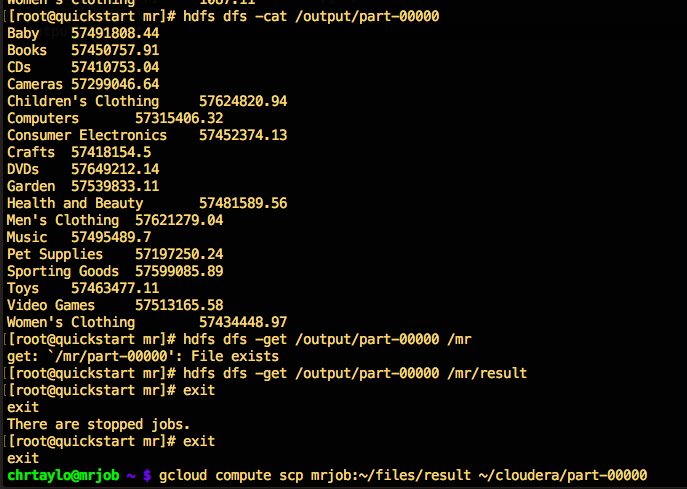 Women's Clothing 1087.11
[[root@quickstart mr]# hdfs dfs -cat /output/part-00000
Baby 57491808.44
Books 57450757.91
CDs 57410753.04
Cameras 57299046.64
Children's Clothing 57624820.94
Computers 57315406.32
Consumer Electronics 57452374.13
Crafts 57418154.5
DVDs 57649212.14
Garden 57539833.11
Health and Beauty 57481589.56
Men's Clothing 57621279.04
Music 57495489.7
Pet Supplies 57197250.24
Sporting Goods 57599085.89
Toys 57463477.11
Video Games 57513165.58
Women's Clothing 57434448.97
[[root@quickstart mr]# hdfs dfs -get /output/part-00000 /mr
get: `/mr/part-00000': File exists
[[root@quickstart mr]# hdfs dfs -get /output/part-00000 /mr/result
[[root@quickstart mr]# exit
exit
There are stopped jobs.
[[root@quickstart mr]# exit
exit
chrtaylo@mrjob ~ $ gcloud compute scp mrjob:~/files/result ~/cloudera/part-00000